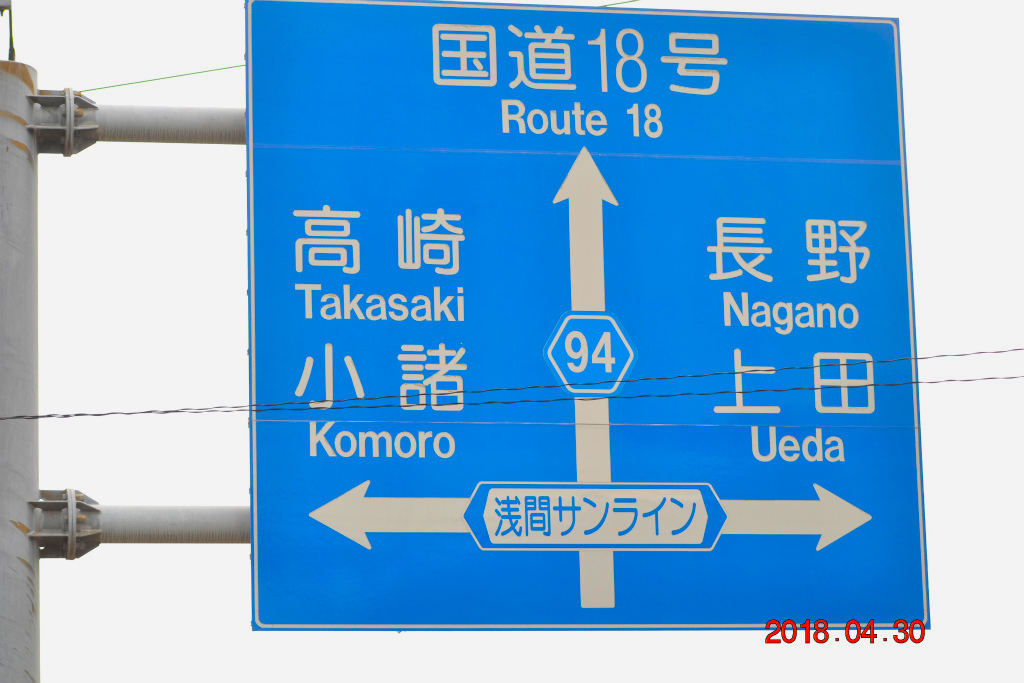 国道18号
Route 18
高崎
Takasaki
小諸
Komoro
94
長野
Nagano
上田
Ueda
浅間サンライン
2018.04.30